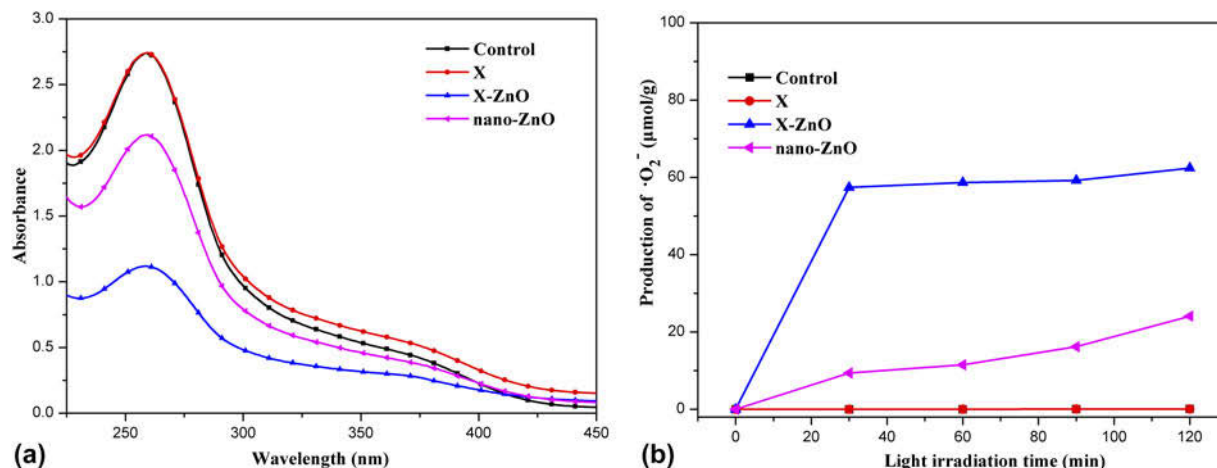 3.0
2.5
2.0
1.5
1.0
0.5
0.0
Absorbance
250
300
350
400
450
Wavelength (nm)
Control
X
X-ZnO
nano-ZnO
(a)
100
80
60
40
20
0
Production of ·O₂⁻ (μmol/g)
0
20
40
60
80
100
120
Light irradiation time (min)
Control
X
X-ZnO
nano-ZnO
(b)